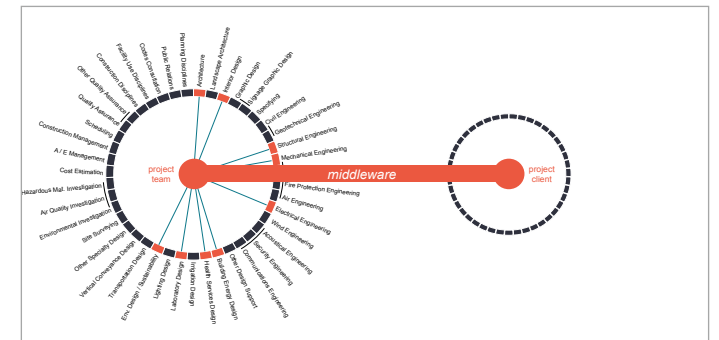 Planning Disciplines
Architecture
Landscape Architecture
Interior Design
Graphic Design
Signage Graphic Design
Specifying
Civil Engineering
Geotechnical Engineering
Structural Engineering
Mechanical Engineering
Fire Protection Engineering
Air Engineering
Electrical Engineering
Wind Engineering
Acoustical Engineering
Security Engineering
Communications Engineering
Other Design Support
Building Energy Design
Health Services Design
Irrigation Design
Laboratory Design
Lighting Design
Env. Design / Sustainability
Transportation Design
Vertical Conveyance Design
Other Specialty Design
Site Surveying
Environmental Investigation
Air Quality Investigation
Hazardous Mat. Investigation
Cost Estimation
A / E Management
Construction Management
Scheduling
Quality Assurance
Other Quality Assurance
Construction Disciplines
Facility Use Disciplines
Codes Consultation
Public Relations
project
team
middleware
project
client